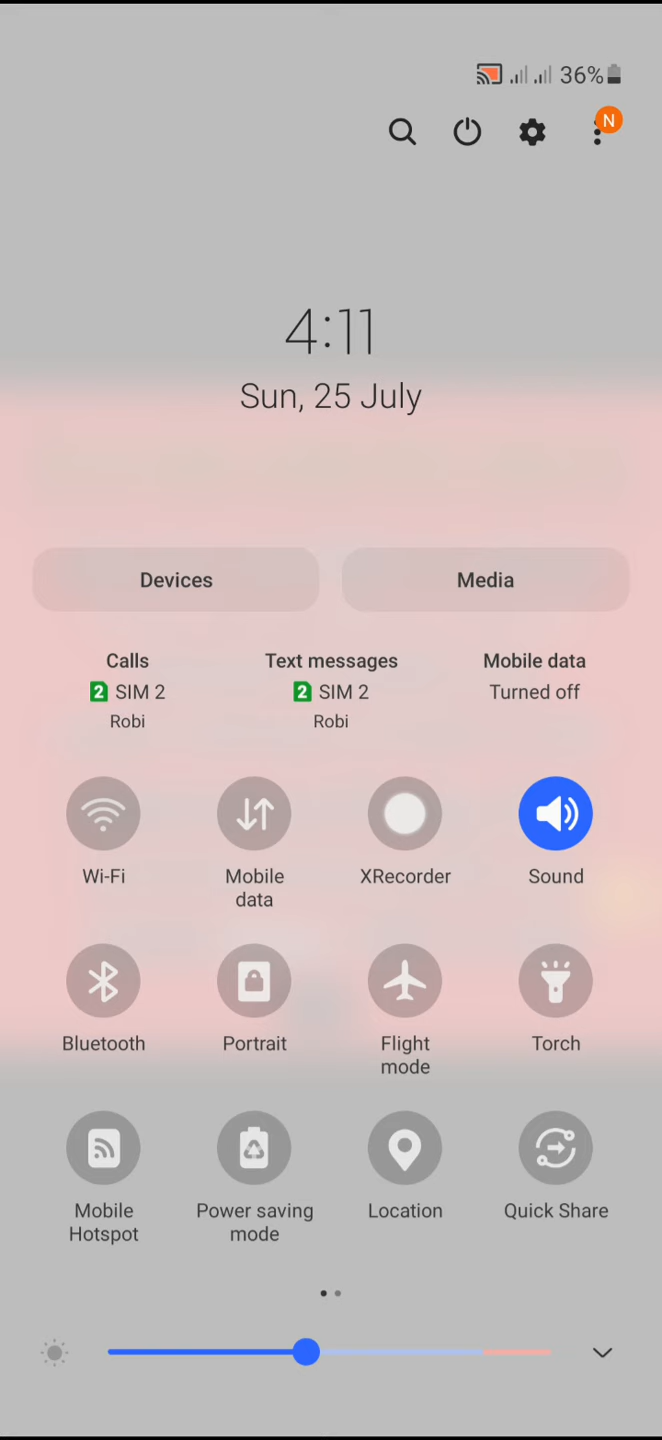 36%
N
4:11
Sun, 25 July
Devices
Media
Calls
2 SIM 2
Robi
Text messages
2 SIM 2
Robi
Mobile data
Turned off
Wi-Fi
Mobile
data
XRecorder
Sound
Bluetooth
Portrait
Flight
mode
Torch
Mobile
Hotspot
Power saving
mode
Location
Quick Share